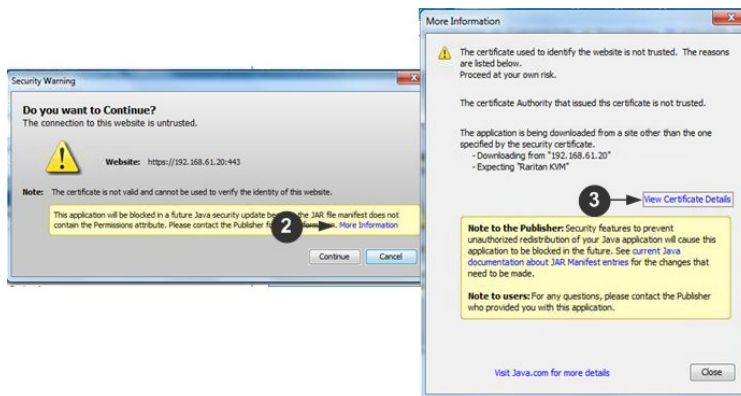 Security Warning
Do you want to Continue?
The connection to this website is untrusted.
Website: https://192.168.61.20:443
Note: The certificate is not valid and cannot be used to verify the identity of this website.
This application will be blocked in a future Java security update because the JAR file manifest does not
contain the Permissions attribute. Please contact the Publisher for information. More Information
2
Continue
Cancel
More Information
The certificate used to identify the website is not trusted. The reasons
are listed below.
Proceed at your own risk.
The certificate Authority that issued ths certificate is not trusted.
The application is being downloaded from a site other than the one
specified by the security certificate.
- Downloading from "192.168.61.20"
- Expecting "Raritan KVM"
3
View Certificate Details
Note to the Publisher: Security features to prevent
unauthorized redistribution of your Java application will cause this
application to be blocked in the future. See current Java
documentation about JAR Manifest entries for the changes that
need to be made.
Note to users: For any questions, please contact the Publisher
who provided you with this application.
Visit Java.com for more details
Close